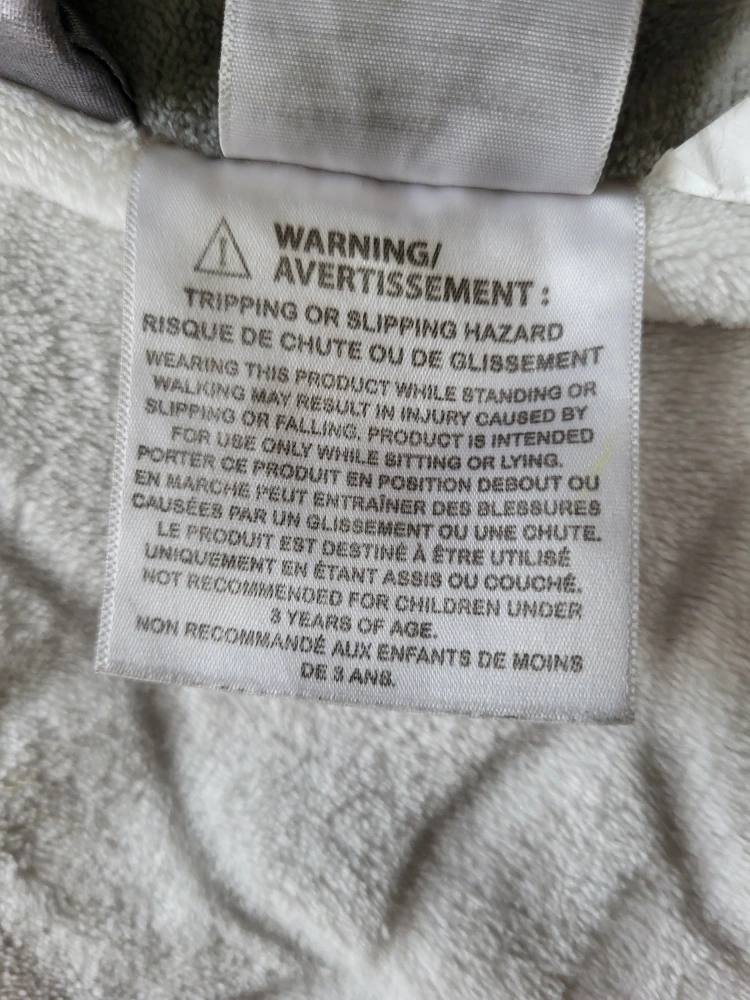 WARNING/
AVERTISSEMENT :
TRIPPING OR SLIPPING HAZARD
RISQUE DE CHUTE OU DE GLISSEMENT
WEARING THIS PRODUCT WHILE STANDING OR
WALKING MAY RESULT IN INJURY CAUSED BY
SLIPPING OR FALLING. PRODUCT IS INTENDED
FOR USE ONLY WHILE SITTING OR LYING.
PORTER CE PRODUIT EN POSITION DEBOUT OU
EN MARCHE PEUT ENTRAÎNER DES BLESSURES
CAUSÉES PAR UN GLISSEMENT OU UNE CHUTE.
LE PRODUIT EST DESTINÉ À ÊTRE UTILISÉ
UNIQUEMENT EN ÉTANT ASSIS OU COUCHÉ.
NOT RECOMMENDED FOR CHILDREN UNDER
3 YEARS OF AGE.
NON RECOMMANDÉ AUX ENFANTS DE MOINS
DE 3 ANS.